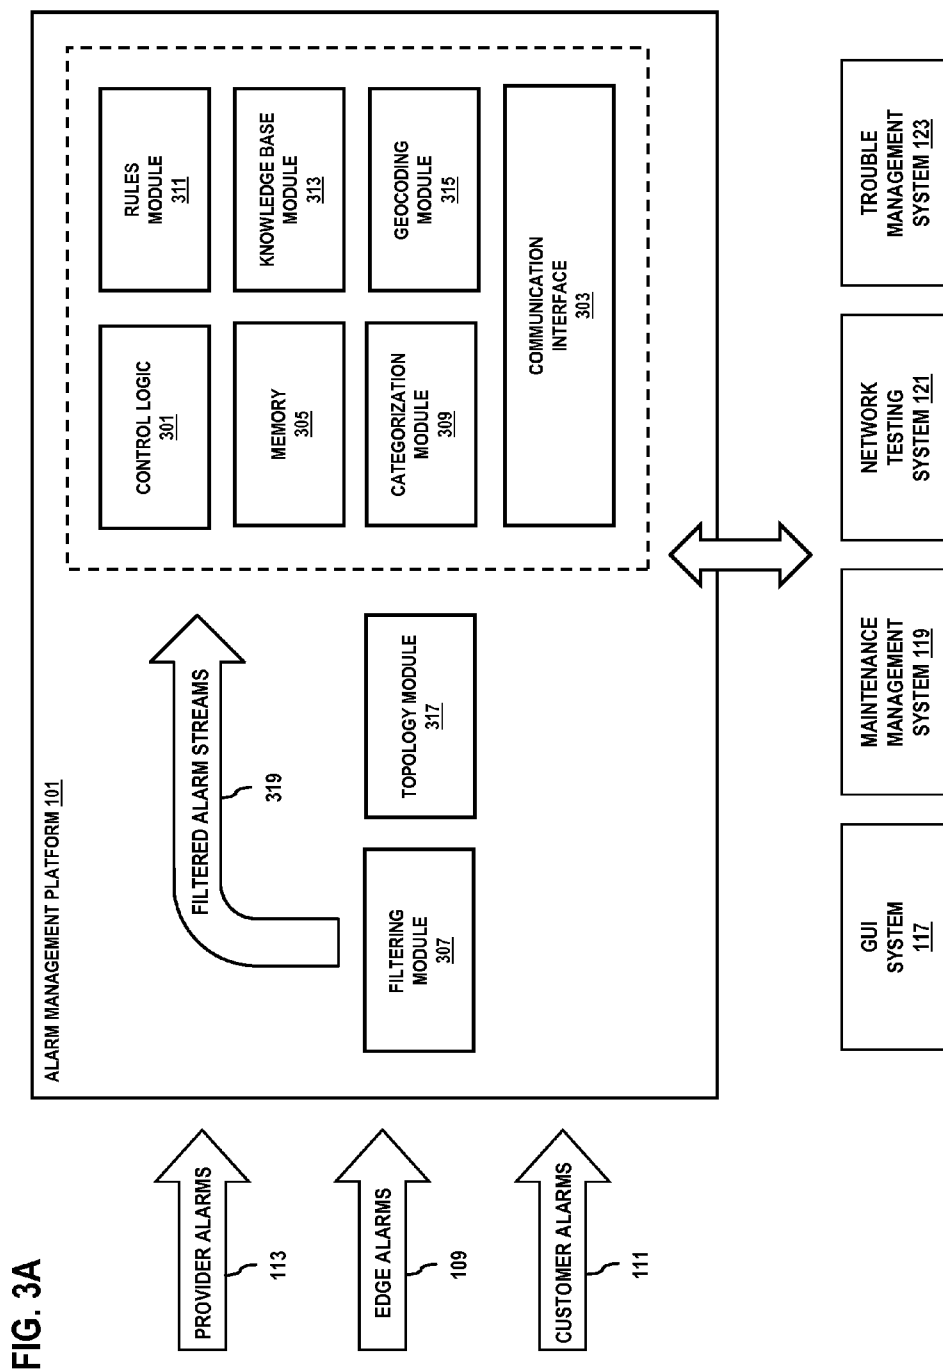 FIG. 3A
ALARM MANAGEMENT PLATFORM 101
PROVIDER ALARMS
113
EDGE ALARMS
109
CUSTOMER ALARMS
111
FILTERED ALARM STREAMS
319
FILTERING
MODULE
307
TOPOLOGY MODULE
317
CONTROL LOGIC
301
RULES
MODULE
311
MEMORY
305
KNOWLEDGE BASE
MODULE
313
CATEGORIZATION
MODULE
309
GEOCODING
MODULE
315
COMMUNICATION
INTERFACE
303
GUI
SYSTEM
117
MAINTENANCE
MANAGEMENT
SYSTEM 119
NETWORK
TESTING
SYSTEM 121
TROUBLE
MANAGEMENT
SYSTEM 123